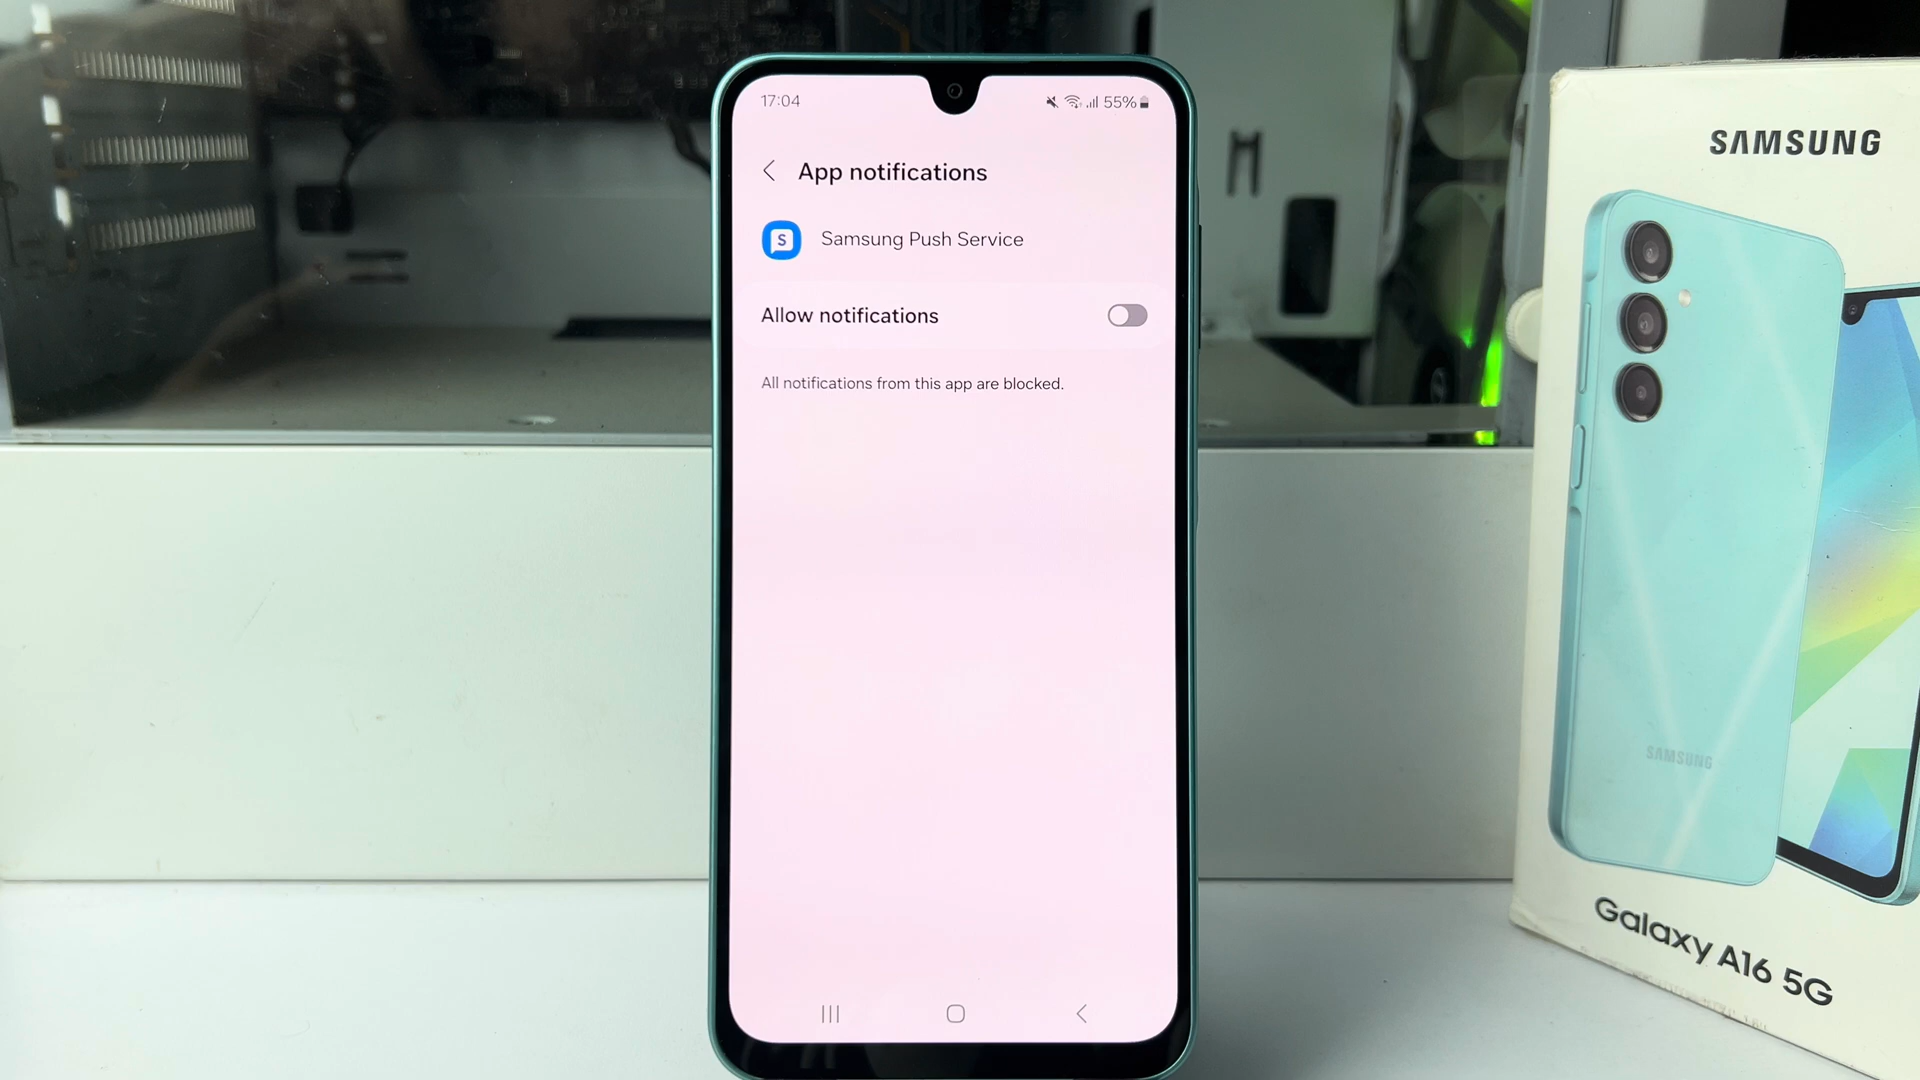 17:04
55%
App notifications
S
Samsung Push Service
Allow notifications
All notifications from this app are blocked.
SAMSUNG
SAMSUNG
Galaxy A16 5G